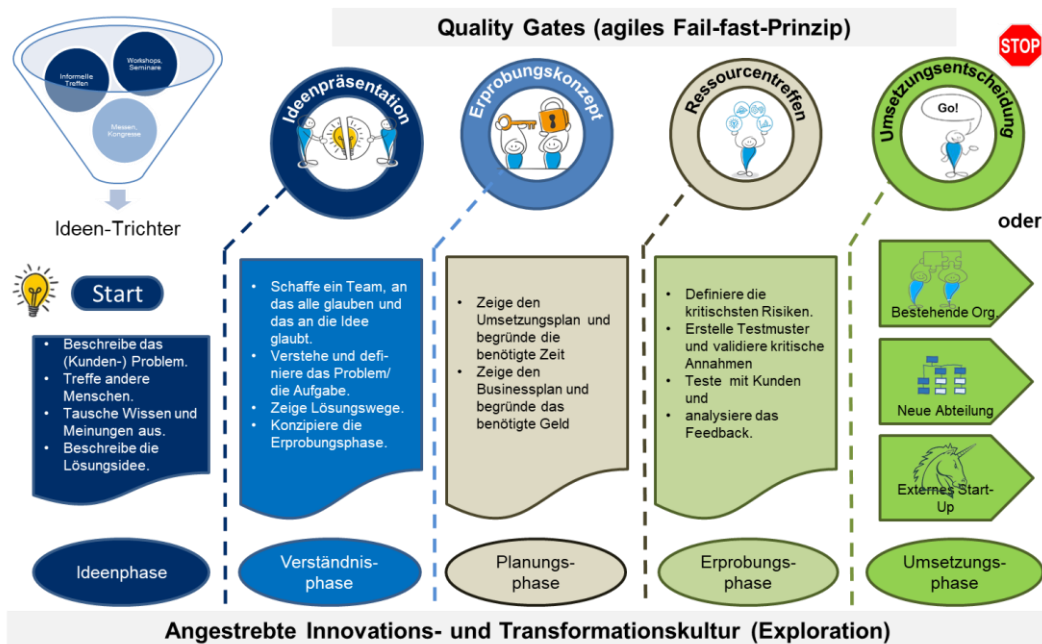 Quality Gates (agiles Fail-fast-Prinzip)
STOP
Informelle
Treffen
Workshops,
Seminare
Messen,
Kongresse
Ideen-Trichter
Ideenpräsentation
Erprobungskonzept
Ressourcentreffen
Umsetzungsentscheidung
Go!
oder
Start
• Beschreibe das
(Kunden-) Problem.
• Treffe andere
Menschen.
• Tausche Wissen und
Meinungen aus.
• Beschreibe die
Lösungsidee.
• Schaffe ein Team, an
das alle glauben und
das an die Idee
glaubt.
• Verstehe und defi-
niere das Problem/
die Aufgabe.
• Zeige Lösungswege.
• Konzipiere die
Erprobungsphase.
• Zeige den
Umsetzungsplan und
begründe die
benötigte Zeit
• Zeige den
Businessplan und
begründe das
benötigte Geld
• Definiere die
kritischsten Risiken.
• Erstelle Testmuster
und validiere kritische
Annahmen
• Teste mit Kunden
und
• analysiere das
Feedback.
Bestehende Org.
Neue Abteilung
Externes Start-
Up
Ideenphase
Verständnis-
phase
Planungs-
phase
Erprobungs-
phase
Umsetzungs-
phase
Angestrebte Innovations- und Transformationskultur (Exploration)